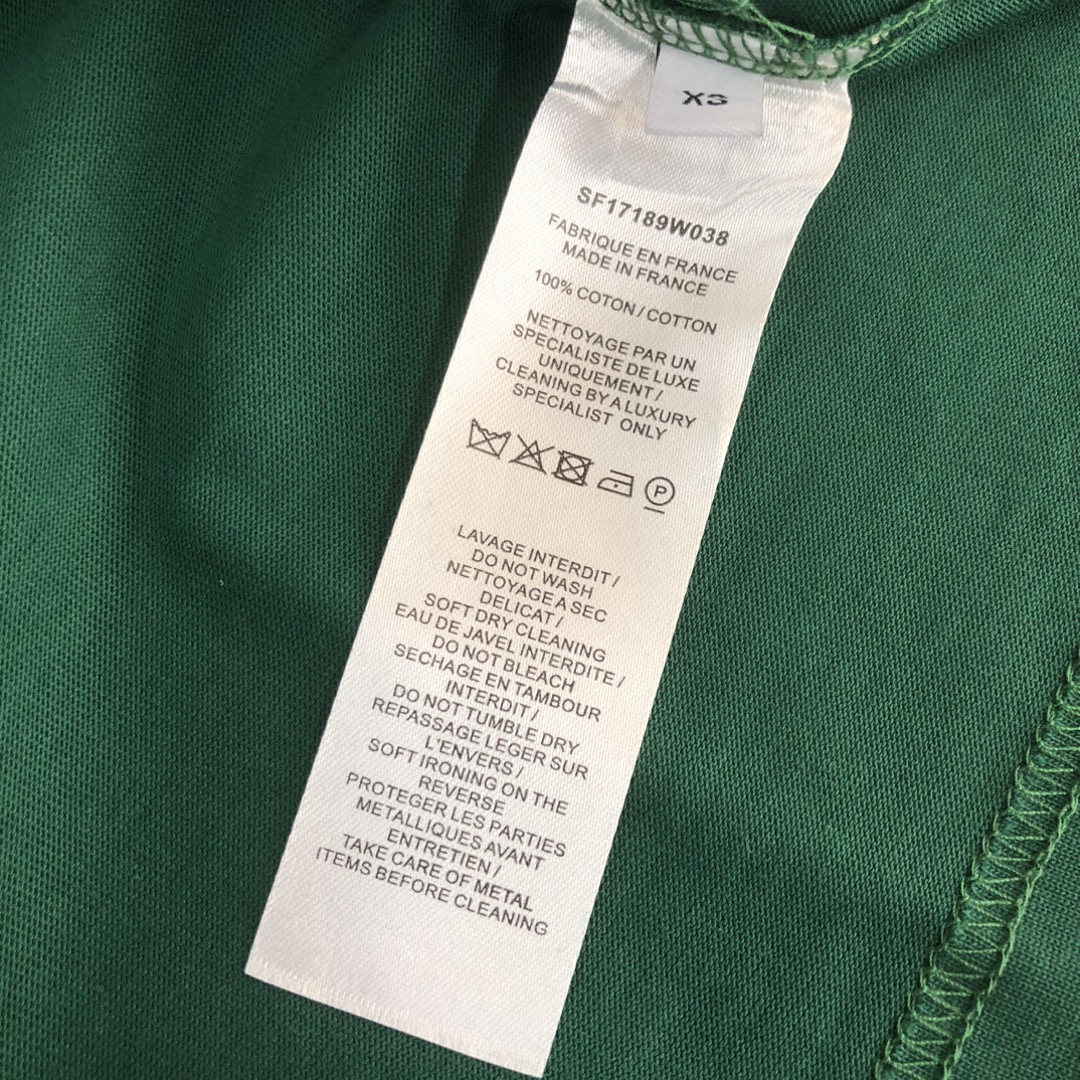 XS
SF17189W038
FABRIQUE EN FRANCE
MADE IN FRANCE
100% COTON / COTTON
NETTOYAGE PAR UN
SPECIALISTE DE LUXE
UNIQUEMENT /
CLEANING BY A LUXURY
SPECIALIST ONLY
P
LAVAGE INTERDIT /
DO NOT WASH
NETTOYAGE A SEC
DELICAT /
SOFT DRY CLEANING
EAU DE JAVEL INTERDITE /
DO NOT BLEACH
SECHAGE EN TAMBOUR
INTERDIT /
DO NOT TUMBLE DRY
REPASSAGE LEGER SUR
L'ENVERS /
SOFT IRONING ON THE
REVERSE
PROTEGER LES PARTIES
METALLIQUES AVANT
ENTRETIEN /
TAKE CARE OF METAL
ITEMS BEFORE CLEANING